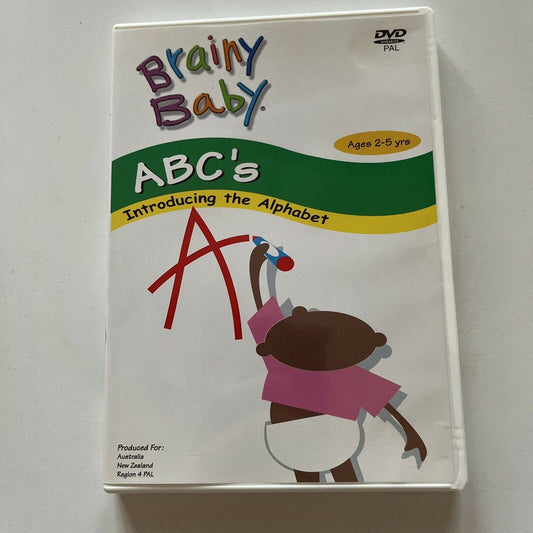 DVD
VIDEO
PAL
Brainy
Baby®
Ages 2-5 yrs
ABC's
Introducing the Alphabet
A
Produced For:
Australia
New Zealand
Region 4 PAL